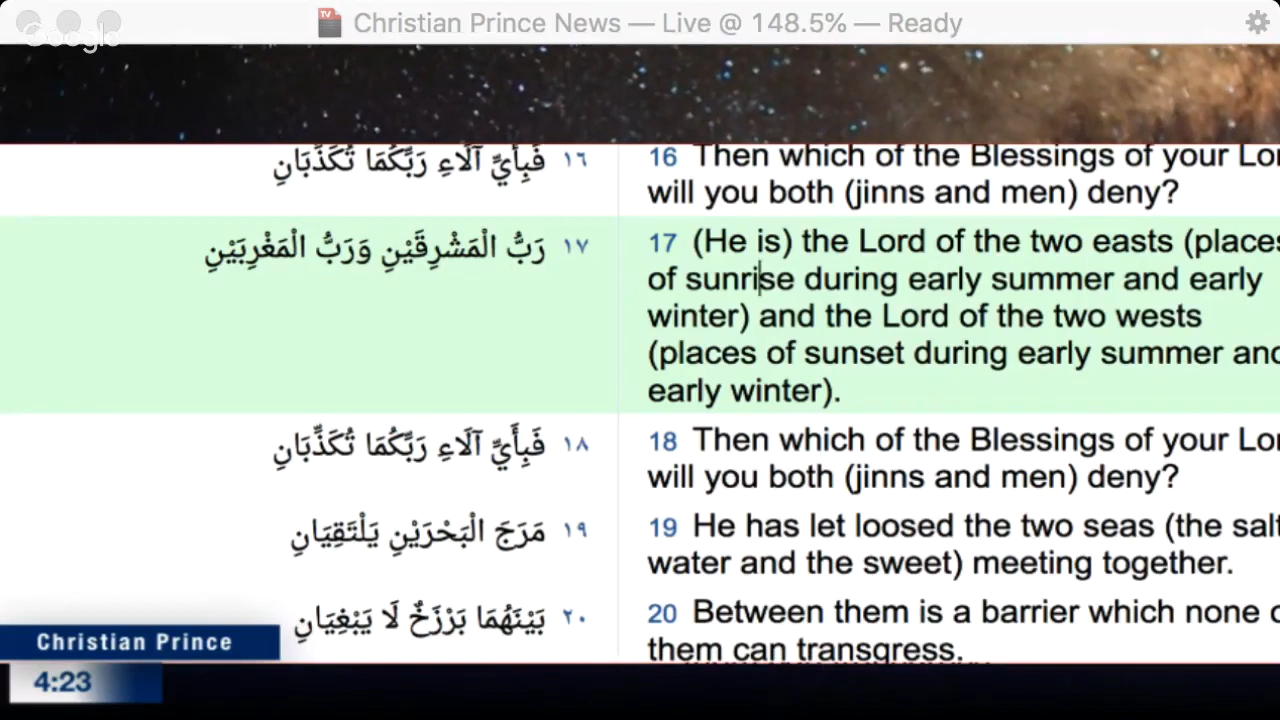 Christian Prince News — Live @ 148.5% — Ready
Google
TV
فَبِأَيِّ آلَاءِ رَبِّكُمَا تُكَذِّبَانِ ١٦
16 Then which of the Blessings of your Lor
will you both (jinns and men) deny?
رَبُّ الْمَشْرِقَيْنِ وَرَبُّ الْمَغْرِبَيْنِ ١٧
17 (He is) the Lord of the two easts (places
of sunrise during early summer and early
winter) and the Lord of the two wests
(places of sunset during early summer and
early winter).
فَبِأَيِّ آلَاءِ رَبِّكُمَا تُكَذِّبَانِ ١٨
18 Then which of the Blessings of your Lor
will you both (jinns and men) deny?
مَرَجَ الْبَحْرَيْنِ يَلْتَقِيَانِ ١٩
19 He has let loosed the two seas (the salt
water and the sweet) meeting together.
بَيْنَهُمَا بَرْزَخٌ لَا يَبْغِيَانِ ٢٠
20 Between them is a barrier which none o
them can transgress.
Christian Prince
4:23